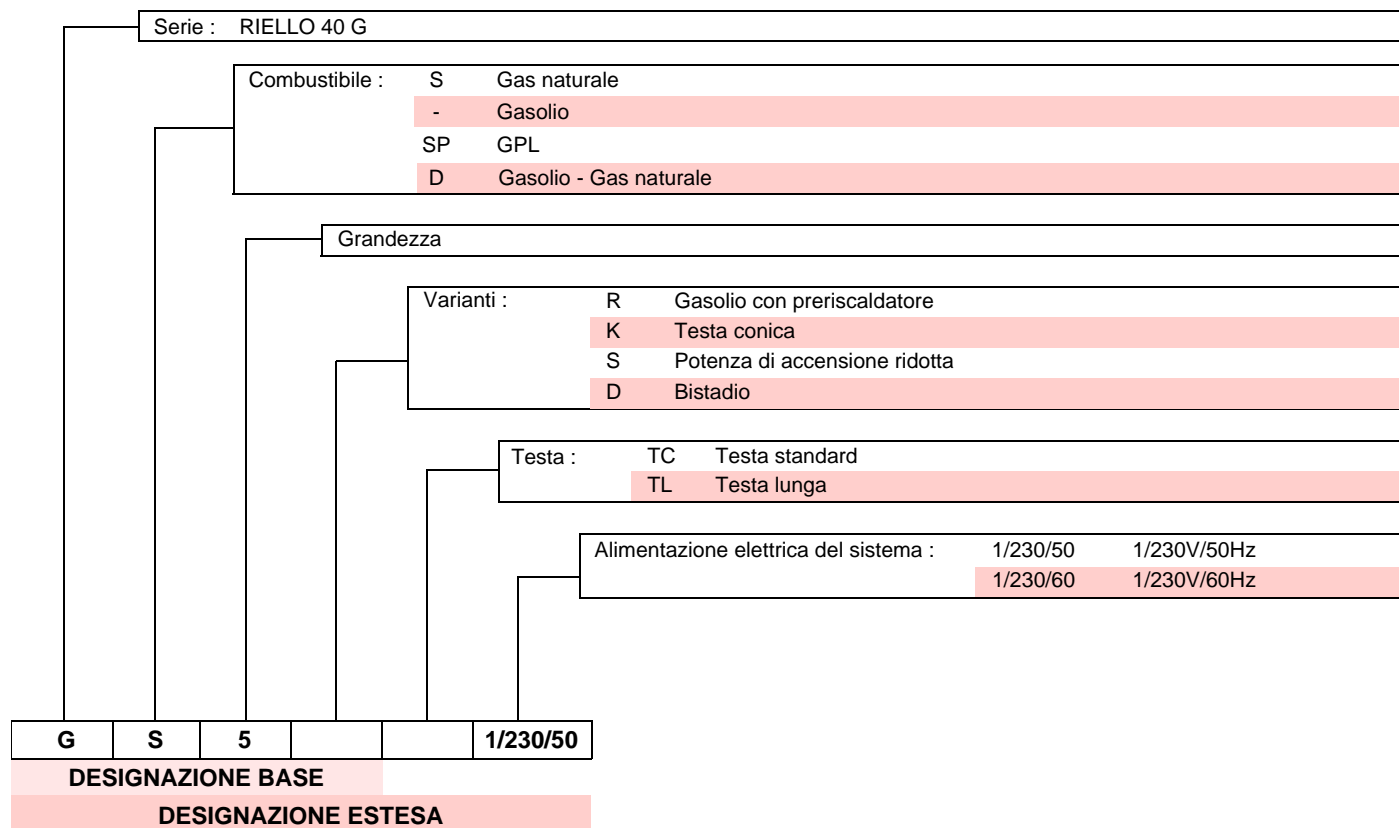 Serie : RIELLO 40 G
Combustibile : S Gas naturale
- Gasolio
SP GPL
D Gasolio - Gas naturale
Grandezza
Varianti : R Gasolio con preriscaldatore
K Testa conica
S Potenza di accensione ridotta
D Bistadio
Testa : TC Testa standard
TL Testa lunga
Alimentazione elettrica del sistema : 1/230/50 1/230V/50Hz
1/230/60 1/230V/60Hz
G S 5 1/230/50
DESIGNAZIONE BASE
DESIGNAZIONE ESTESA